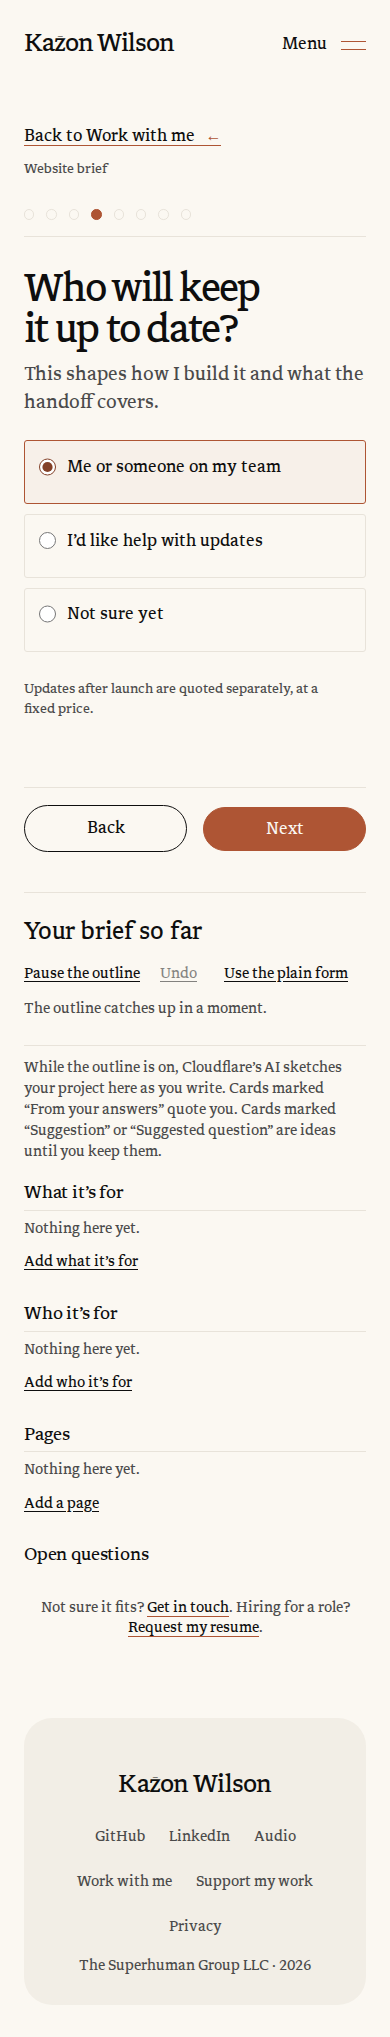 Kažon Wilson
Menu
Back to Work with me ←
Website brief
Who will keep
it up to date?
This shapes how I build it and what the
handoff covers.
Me or someone on my team
I’d like help with updates
Not sure yet
Updates after launch are quoted separately, at a
fixed price.
Back
Next
Your brief so far
Pause the outline
Undo
Use the plain form
The outline catches up in a moment.
While the outline is on, Cloudflare’s AI sketches
your project here as you write. Cards marked
“From your answers” quote you. Cards marked
“Suggestion” or “Suggested question” are ideas
until you keep them.
What it’s for
Nothing here yet.
Add what it’s for
Who it’s for
Nothing here yet.
Add who it’s for
Pages
Nothing here yet.
Add a page
Open questions
Not sure it fits? Get in touch. Hiring for a role?
Request my resume.
Kažon Wilson
GitHub
LinkedIn
Audio
Work with me
Support my work
Privacy
The Superhuman Group LLC · 2026